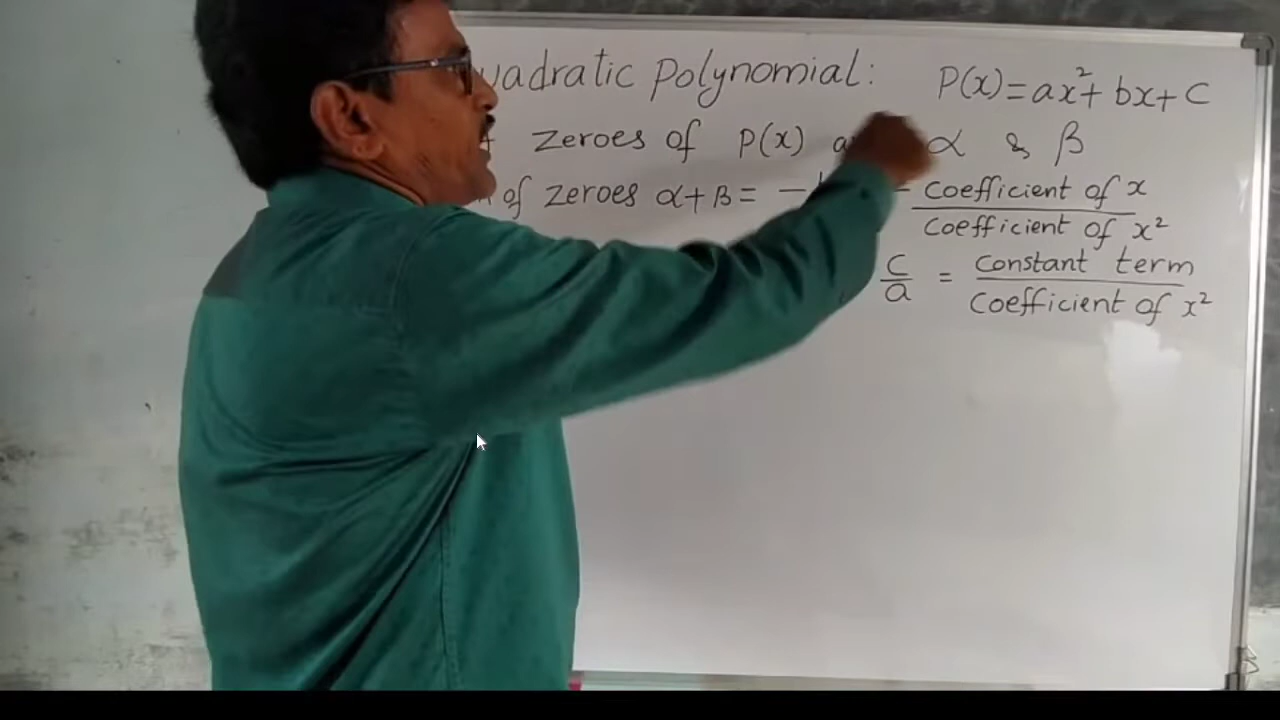 uadratic Polynomial: P(x)=ax²+bx+c
zeroes of P(x) α & β
of zeroes α+β = - - coefficient of x / coefficient of x²
c/a = constant term / coefficient of x²